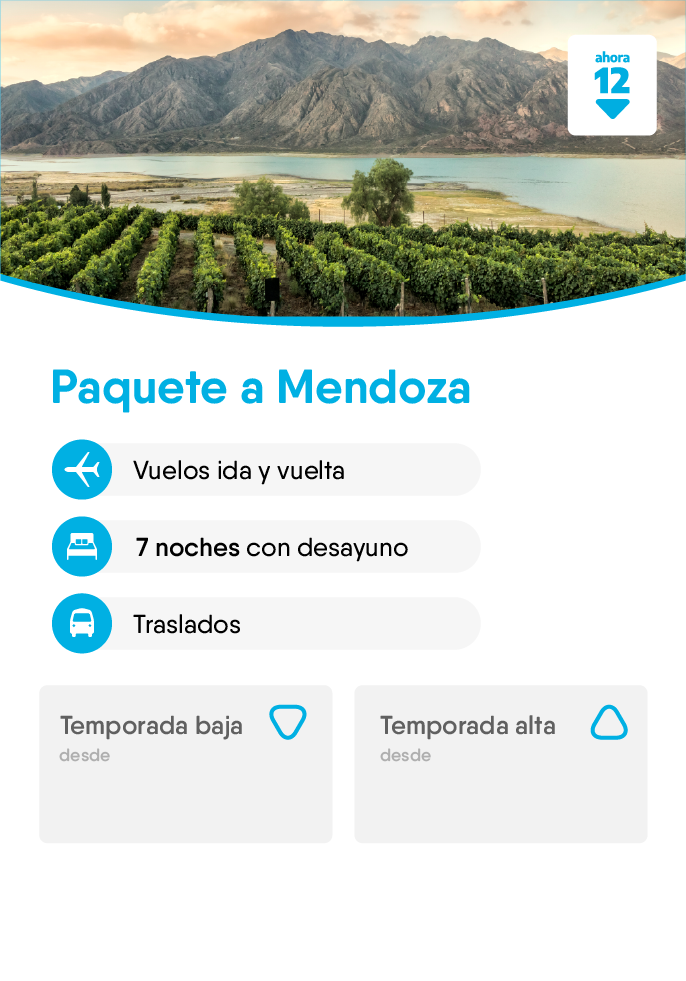 ahora
12
Paquete a Mendoza
Vuelos ida y vuelta
7 noches con desayuno
Traslados
Temporada baja
desde
Temporada alta
desde